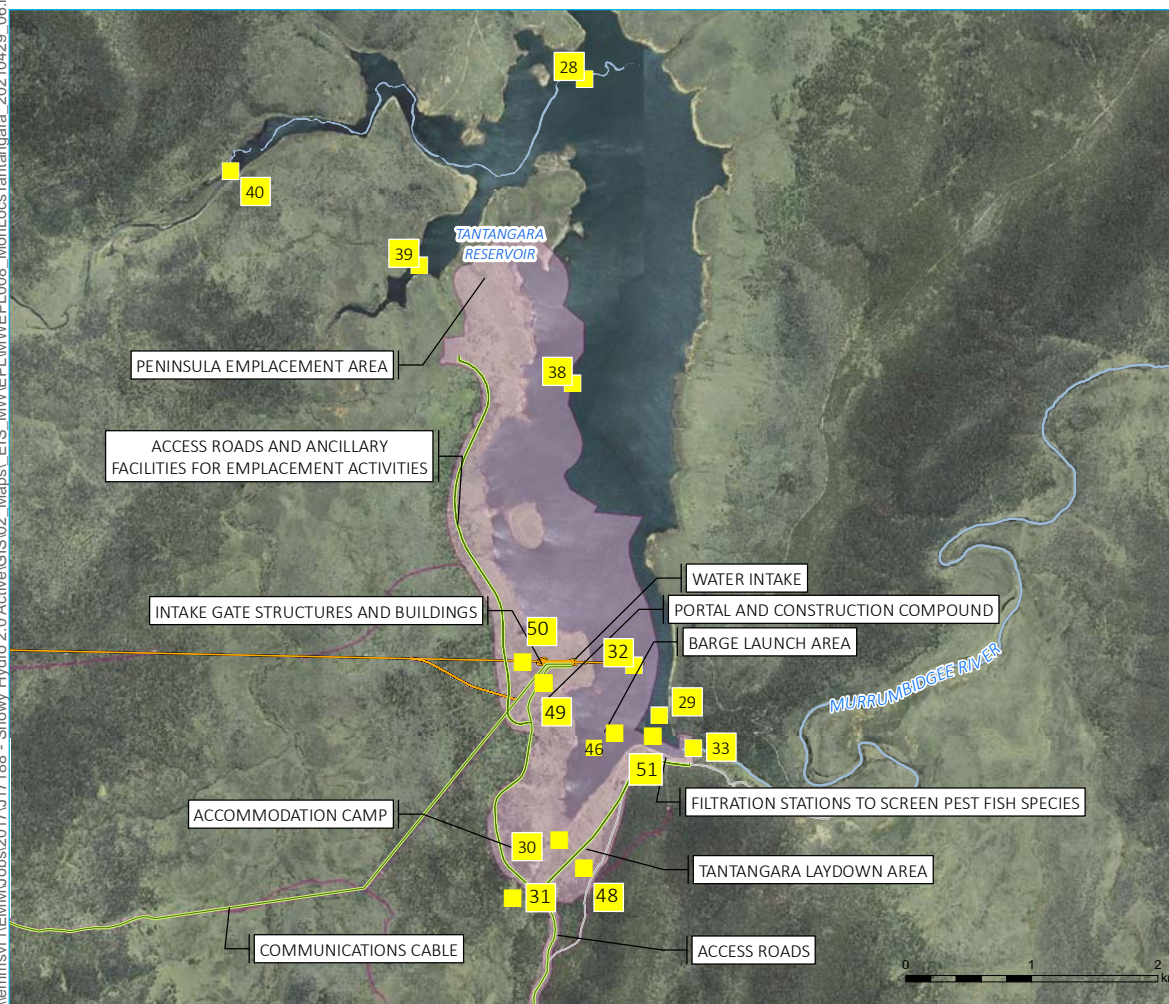 28
40
39
TANTANGARA
RESERVOIR
PENINSULA EMPLACEMENT AREA
38
ACCESS ROADS AND ANCILLARY
FACILITIES FOR EMPLACEMENT ACTIVITIES
WATER INTAKE
INTAKE GATE STRUCTURES AND BUILDINGS
PORTAL AND CONSTRUCTION COMPOUND
50
32
BARGE LAUNCH AREA
MURRUMBIDGEE RIVER
29
49
46
33
51
FILTRATION STATIONS TO SCREEN PEST FISH SPECIES
ACCOMMODATION CAMP
30
TANTANGARA LAYDOWN AREA
31
48
COMMUNICATIONS CABLE
ACCESS ROADS
0 1 2